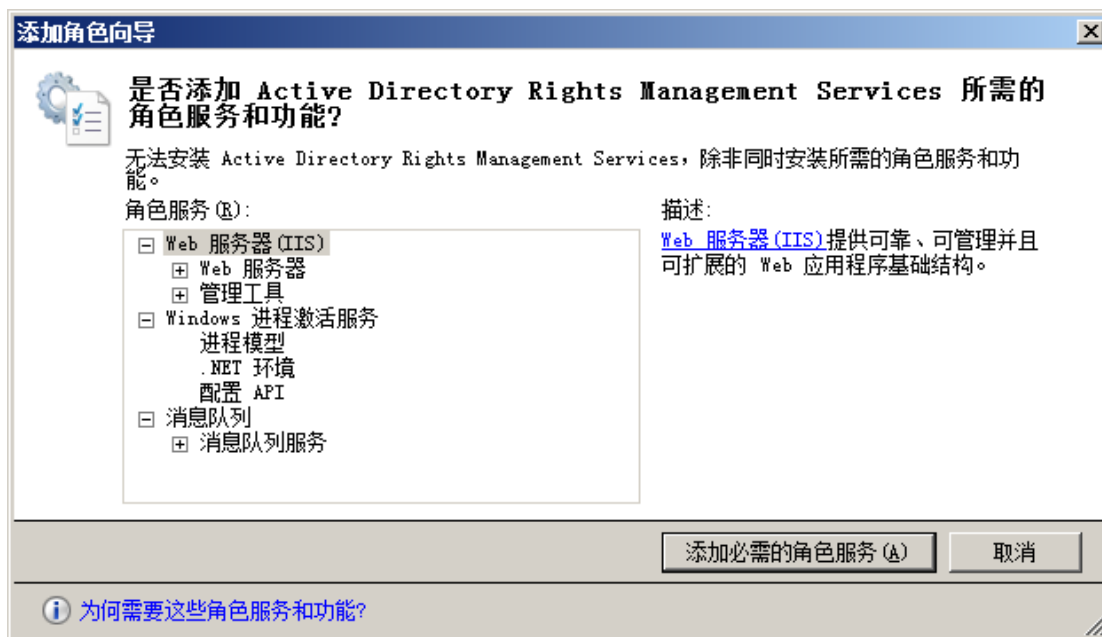 添加角色向导
是否添加 Active Directory Rights Management Services 所需的
角色服务和功能?
无法安装 Active Directory Rights Management Services，除非同时安装所需的角色服务和功
能。
角色服务(R):
Web 服务器(IIS)
Web 服务器
管理工具
Windows 进程激活服务
进程模型
.NET 环境
配置 API
消息队列
消息队列服务
描述:
Web 服务器(IIS)提供可靠、可管理并且
可扩展的 Web 应用程序基础结构。
添加必需的角色服务(A)
取消
为何需要这些角色服务和功能?